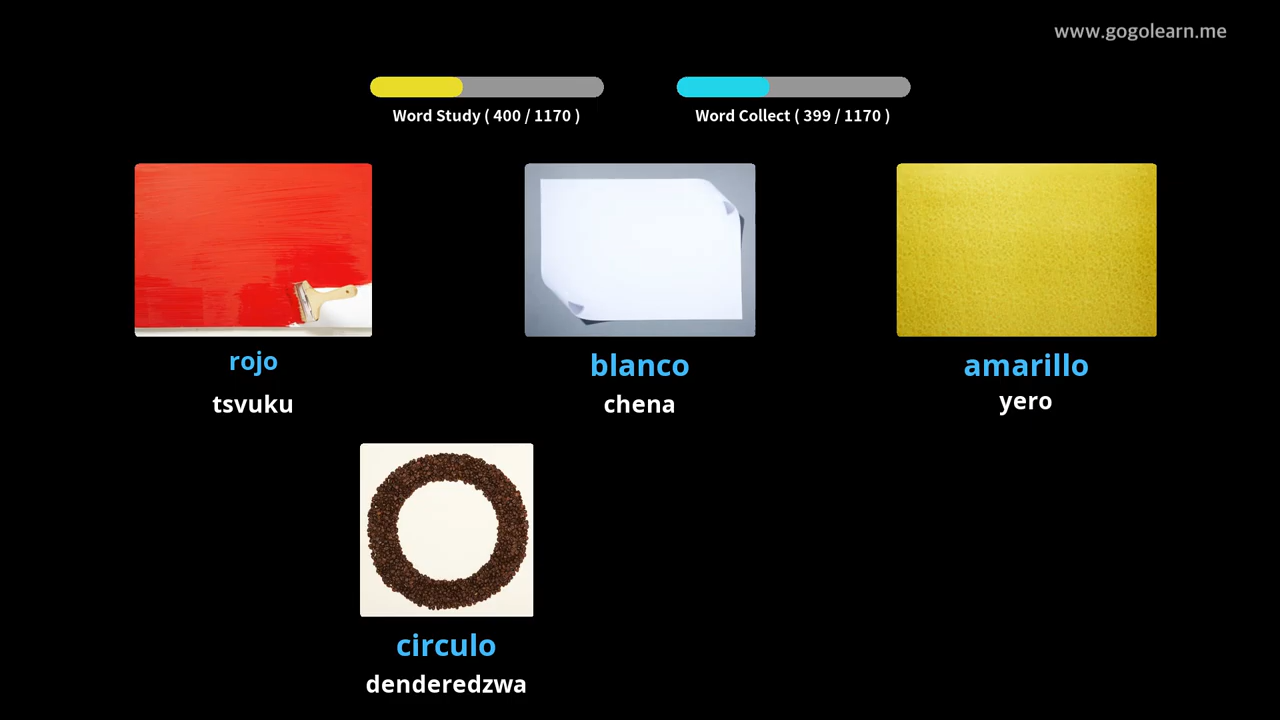 www.gogolearn.me
Word Study ( 400 / 1170 )
Word Collect ( 399 / 1170 )
rojo
tsvuku
blanco
chena
amarillo
yero
circulo
denderedzwa